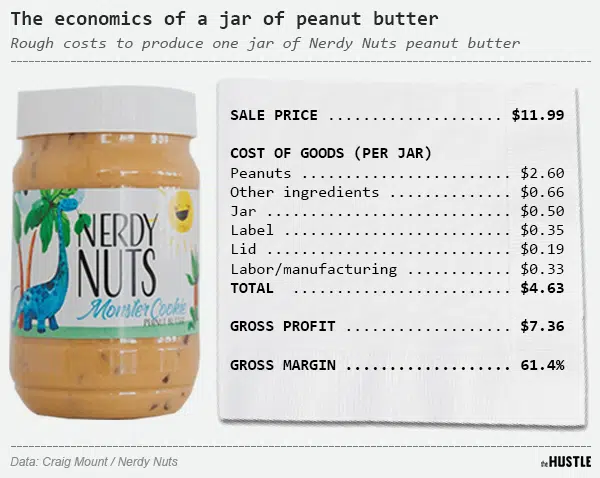 The economics of a jar of peanut butter
Rough costs to produce one jar of Nerdy Nuts peanut butter
SALE PRICE .................... $11.99
COST OF GOODS (PER JAR)
Peanuts ........................ $2.60
Other ingredients .............. $0.66
Jar ............................ $0.50
Label .......................... $0.35
Lid ............................ $0.19
Labor/manufacturing ............ $0.33
TOTAL ......................... $4.63
GROSS PROFIT ................... $7.36
GROSS MARGIN ................... 61.4%
NERDY
NUTS
Monster Cookie
PEANUT BUTTER
Data: Craig Mount / Nerdy Nuts
the HUSTLE